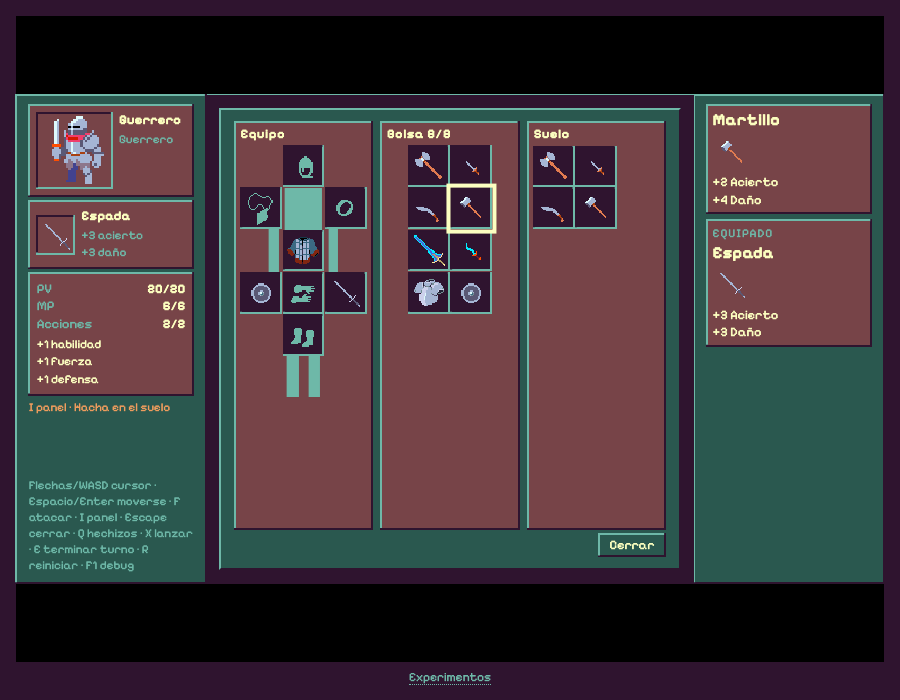 Guerrero
Guerrero
Espada
+3 acierto
+3 daño
PV 80/80
MP 6/6
Acciones 8/8
+1 habilidad
+1 fuerza
+1 defensa
I panel · Hacha en el suelo
Flechas/WASD cursor ·
Espacio/Enter moverse · F
atacar · I panel · Escape
cerrar · Q hechizos · X lanzar
· E terminar turno · R
reiniciar · F1 debug
Equipo
Bolsa 8/8
Suelo
Cerrar
Martillo
+2 Acierto
+4 Daño
EQUIPADO
Espada
+3 Acierto
+3 Daño
Experimentos